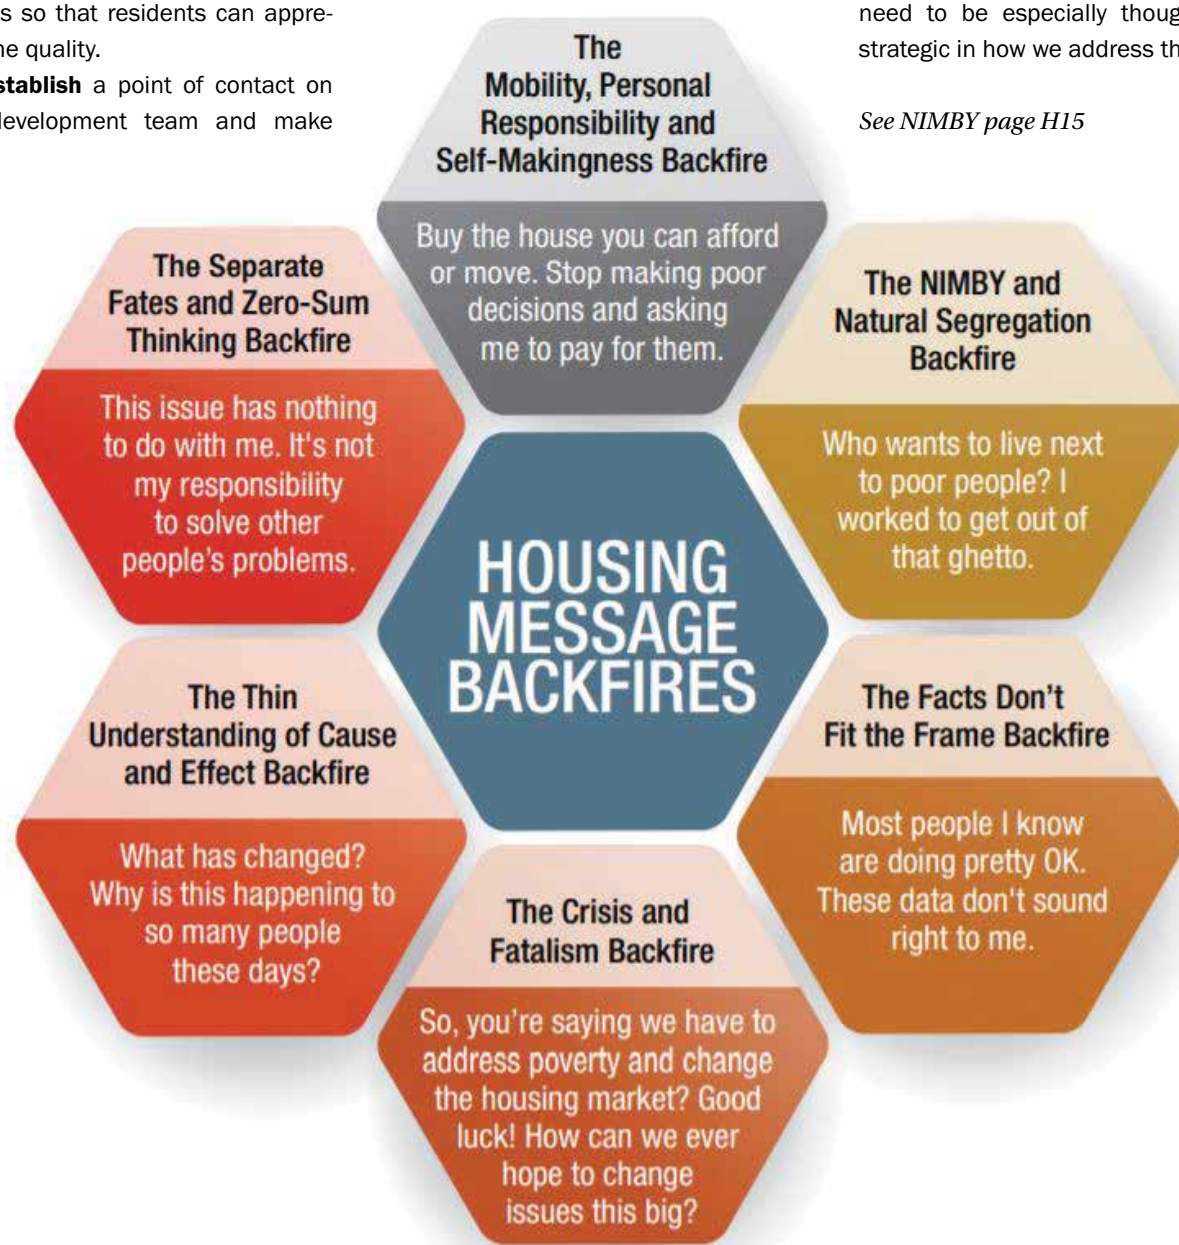 s so that residents can appre-
ne quality.
stablish a point of contact on
development team and make
need to be especially thoug
strategic in how we address th
See NIMBY page H15
The
Mobility, Personal
Responsibility and
Self-Makingness Backfire
Buy the house you can afford
or move. Stop making poor
decisions and asking
me to pay for them.
The Separate
Fates and Zero-Sum
Thinking Backfire
This issue has nothing
to do with me. It's not
my responsibility
to solve other
people's problems.
The NIMBY and
Natural Segregation
Backfire
Who wants to live next
to poor people? I
worked to get out of
that ghetto.
HOUSING
MESSAGE
BACKFIRES
The Thin
Understanding of Cause
and Effect Backfire
What has changed?
Why is this happening to
so many people
these days?
The Facts Don't
Fit the Frame Backfire
Most people I know
are doing pretty OK.
These data don't sound
right to me.
The Crisis and
Fatalism Backfire
So, you're saying we have to
address poverty and change
the housing market? Good
luck! How can we ever
hope to change
issues this big?